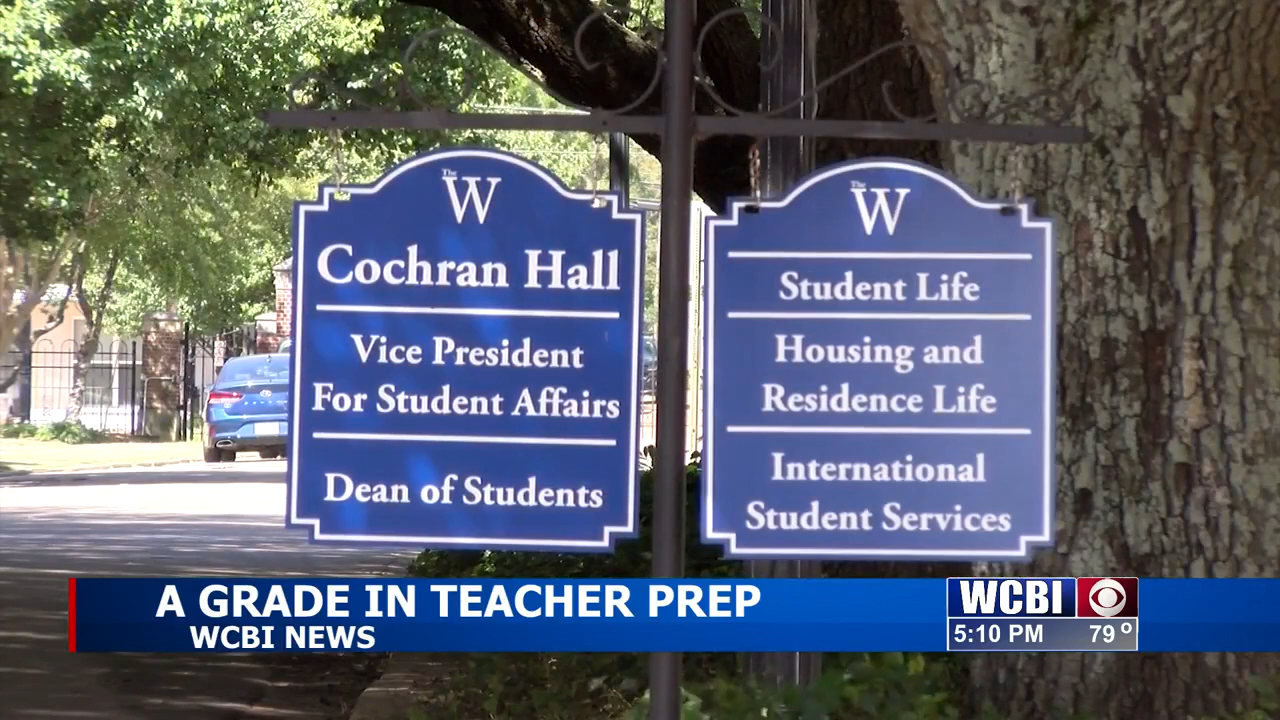 The
W
Cochran Hall
Vice President
For Student Affairs
Dean of Students
The
W
Student Life
Housing and
Residence Life
International
Student Services
A GRADE IN TEACHER PREP
WCBI NEWS
WCBI
5:10 PM 79°